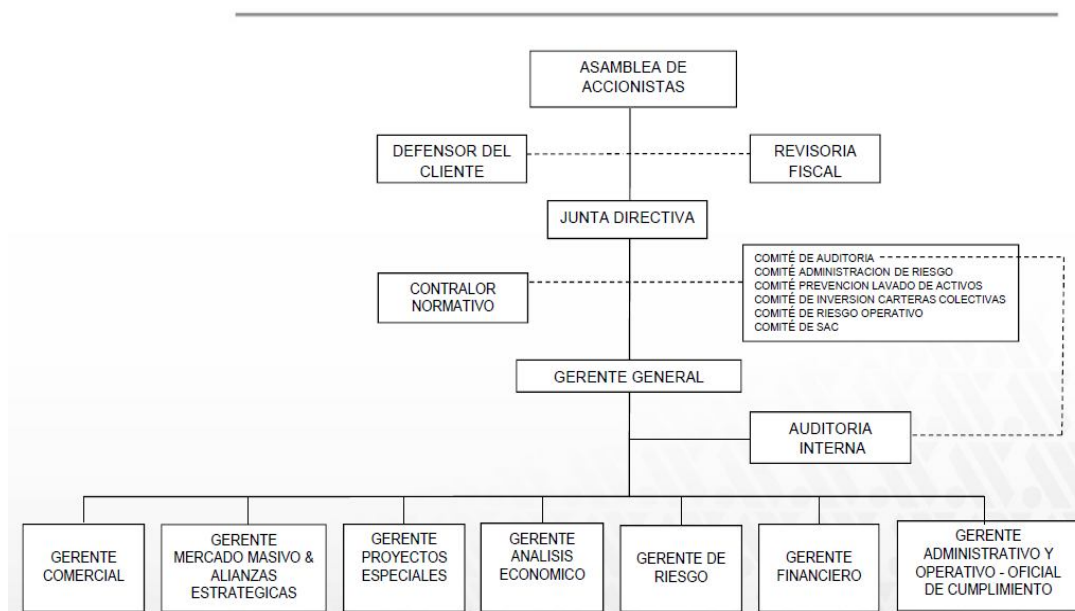 ASAMBLEA DE
ACCIONISTAS
DEFENSOR DEL
CLIENTE
REVISORIA
FISCAL
JUNTA DIRECTIVA
CONTRALOR
NORMATIVO
COMITÉ DE AUDITORIA
COMITÉ ADMINISTRACION DE RIESGO
COMITÉ PREVENCION LAVADO DE ACTIVOS
COMITÉ DE INVERSION CARTERAS COLECTIVAS
COMITÉ DE RIESGO OPERATIVO
COMITÉ DE SAC
GERENTE GENERAL
AUDITORIA
INTERNA
GERENTE
COMERCIAL
GERENTE
MERCADO MASIVO &
ALIANZAS
ESTRATEGICAS
GERENTE
PROYECTOS
ESPECIALES
GERENTE
ANALISIS
ECONOMICO
GERENTE DE
RIESGO
GERENTE
FINANCIERO
GERENTE
ADMINISTRATIVO Y
OPERATIVO - OFICIAL
DE CUMPLIMIENTO